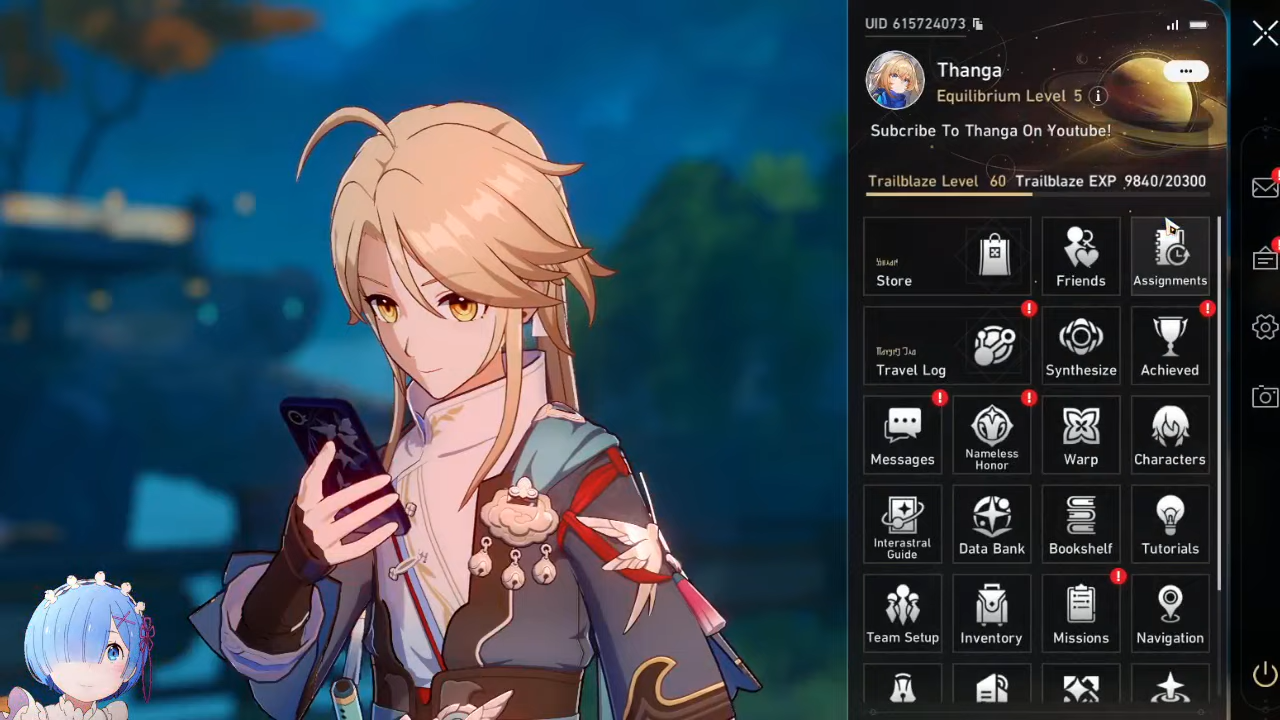 UID 615724073
Thanga
Equilibrium Level 5
Subcribe To Thanga On Youtube!
Trailblaze Level 60 Trailblaze EXP 9840/20300
Store
Friends
Assignments
Travel Log
Synthesize
Achieved
Messages
Nameless
Honor
Warp
Characters
Interastral
Guide
Data Bank
Bookshelf
Tutorials
Team Setup
Inventory
Missions
Navigation